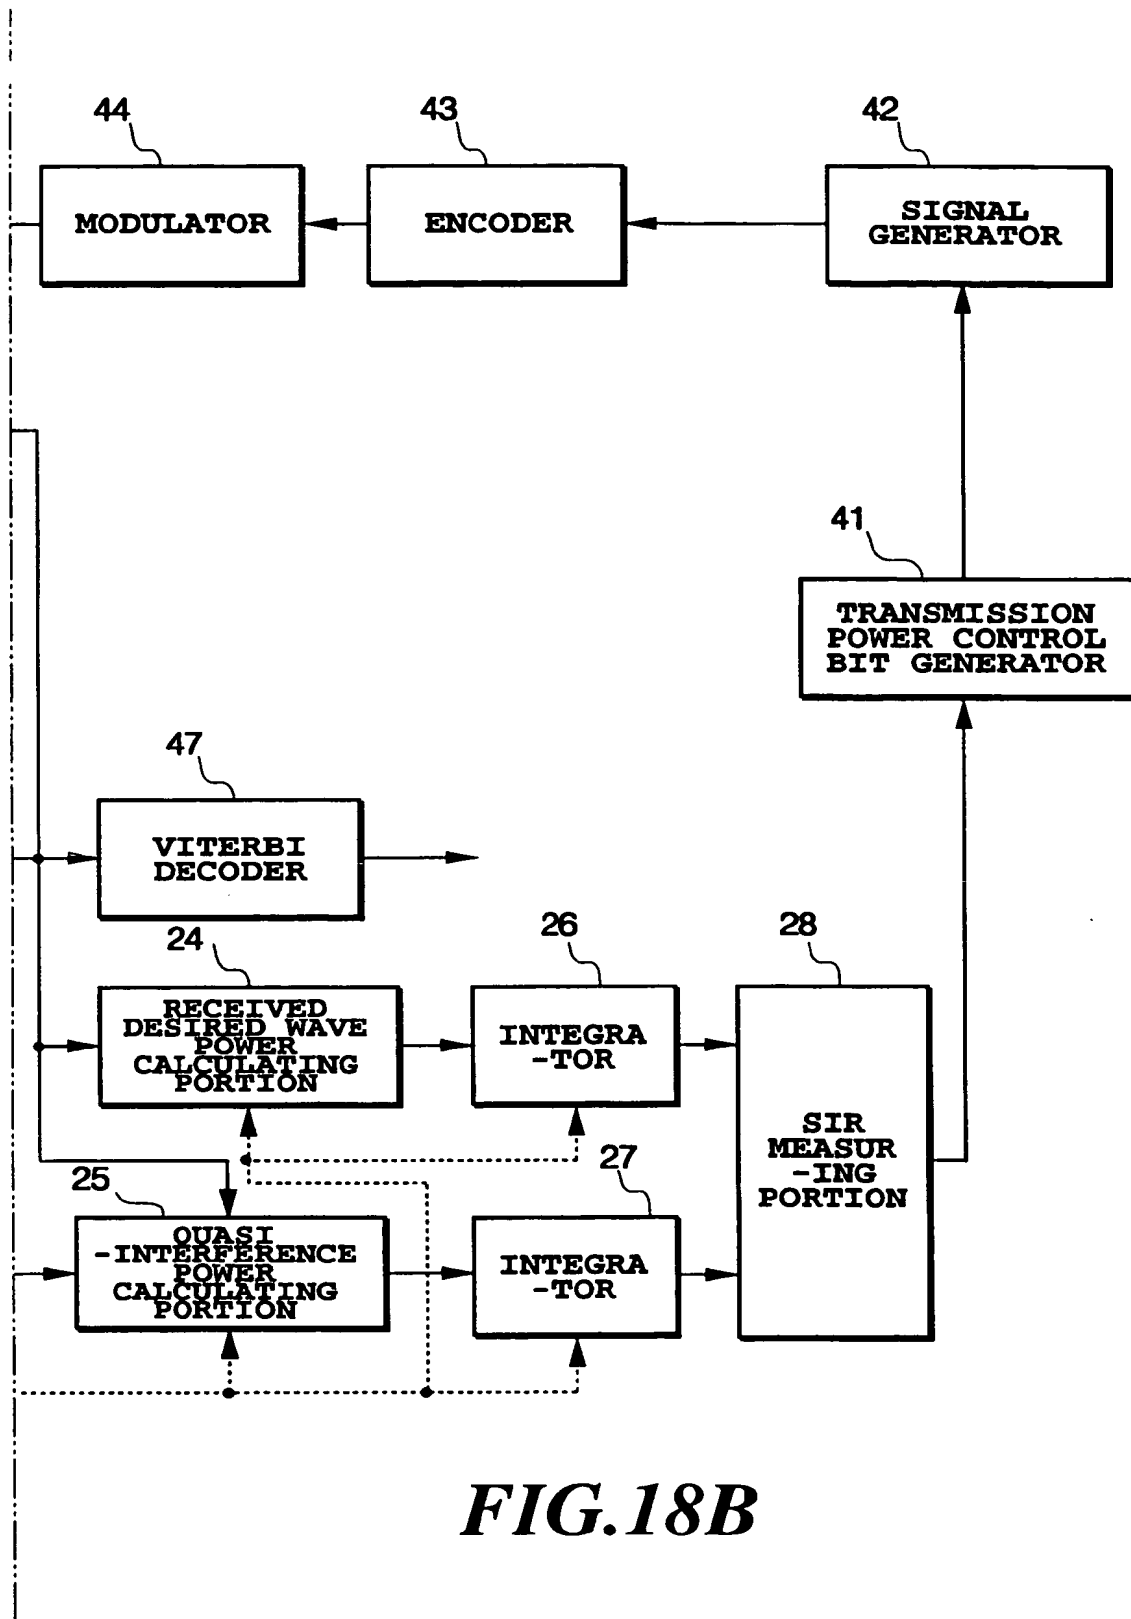 44
43
42
MODULATOR
ENCODER
SIGNAL
GENERATOR
41
TRANSMISSION
POWER CONTROL
BIT GENERATOR
47
VITERBI
DECODER
24
26
28
RECEIVED
DESIRED WAVE
POWER
CALCULATING
PORTION
INTEGRA
-TOR
SIR
MEASUR
-ING
PORTION
25
27
QUASI
-INTERFERENCE
POWER
CALCULATING
PORTION
INTEGRA
-TOR
FIG.18B